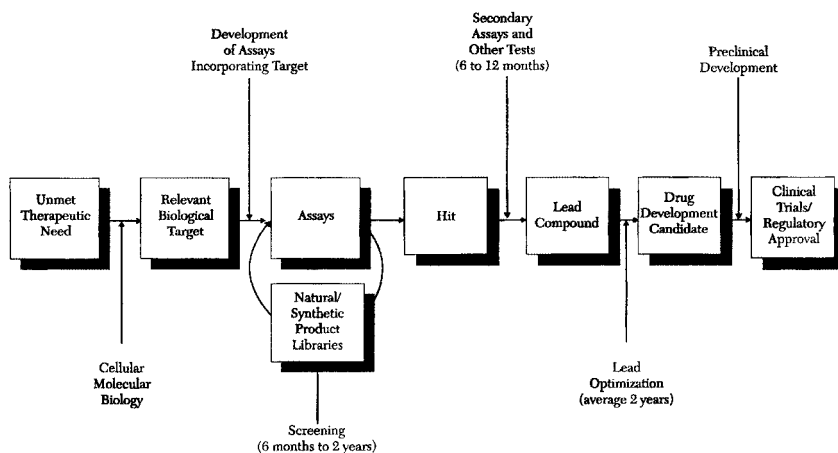 Development
of Assays
Incorporating Target
Secondary
Assays and
Other Tests
(6 to 12 months)
Preclinical
Development
Unmet
Therapeutic
Need
Relevant
Biological
Target
Assays
Hit
Lead
Compound
Drug
Development
Candidate
Clinical
Trials/
Regulatory
Approval
Natural/
Synthetic
Product
Libraries
Cellular
Molecular
Biology
Screening
(6 months to 2 years)
Lead
Optimization
(average 2 years)